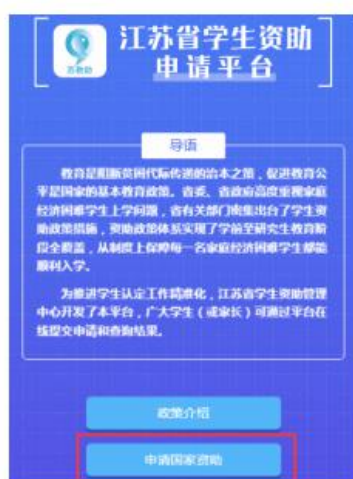 江苏省学生资助
申请平台
苏教助
导语
教育是阻断贫困代际传递的治本之策，促进教育公
平是国家的基本教育政策。省委、省政府高度重视家庭
经济困难学生上学问题，省有关部门密集出台了学生资
助政策措施，资助政策体系实现了学前至研究生教育阶
段全覆盖，从制度上保障每一名家庭经济困难学生都能
顺利入学。
为推进学生认定工作精准化，江苏省学生资助管理
中心开发了本平台，广大学生（或家长）可通过平台在
线提交申请和查询结果。
政策介绍
申请国家资助